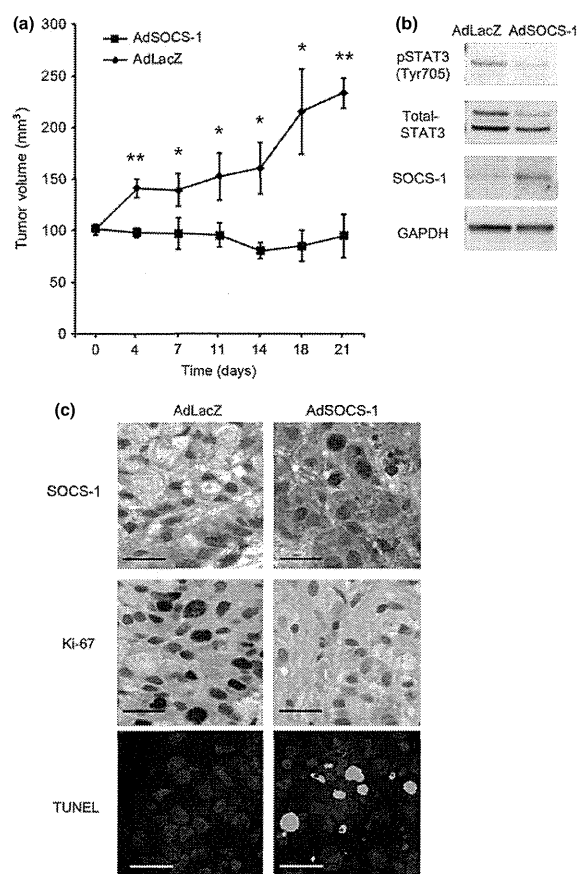 (a)
300
250
200
150
100
50
0
Tumor volume (mm³)
AdSOCS-1
AdLacZ
**
*
*
*
*
**
0 4 7 11 14 18 21
Time (days)
(b)
AdLacZ AdSOCS-1
pSTAT3
(Tyr705)
Total-
STAT3
SOCS-1
GAPDH
(c)
AdLacZ AdSOCS-1
SOCS-1
Ki-67
TUNEL